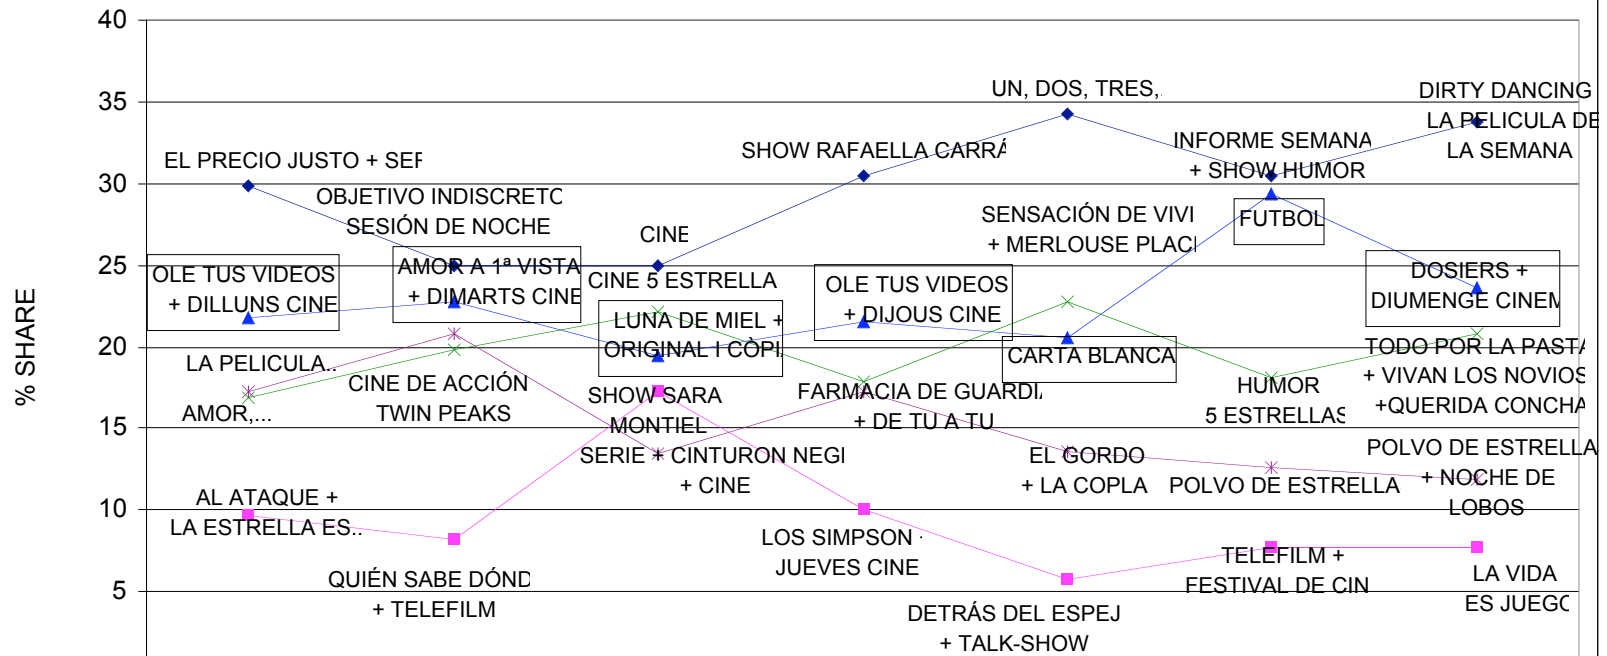 40
UN, DOS, TRES,
DIRTY DANCING
LA PELICULA DE
LA SEMANA
35
INFORME SEMANA
+ SHOW HUMOR
SHOW RAFAELLA CARRÁ
EL PRECIO JUSTO + SER
30
OBJETIVO INDISCRETO
SESIÓN DE NOCHE
SENSACIÓN DE VIVI
+ MERLOUSE PLACE
FUTBOL
CINE
25
OLE TUS VIDEOS
+ DILLUNS CINE
AMOR A 1ª VISTA
+ DIMARTS CINE
CINE 5 ESTRELLA
OLE TUS VIDEOS
+ DIJOUS CINE
DOSIERS +
DIUMENGE CINEM
LUNA DE MIEL +
ORIGINAL I CÒPI
% SHARE
20
CARTA BLANCA
TODO POR LA PASTA
+ VIVAN LOS NOVIOS
+QUERIDA CONCHA
LA PELICULA..
CINE DE ACCIÓN
TWIN PEAKS
SHOW SARA
MONTIEL
FARMACIA DE GUARDIA
+ DE TU A TU
HUMOR
5 ESTRELLAS
AMOR,...
15
SERIE + CINTURON NEGR
+ CINE
EL GORDO
+ LA COPLA
POLVO DE ESTRELLA
POLVO DE ESTRELLA
+ NOCHE DE
LOBOS
10
AL ATAQUE +
LA ESTRELLA ES..
LOS SIMPSON
JUEVES CINE
TELEFILM +
FESTIVAL DE CIN
QUIÉN SABE DÓND
+ TELEFILM
LA VIDA
ES JUEGO
5
DETRÁS DEL ESPEJ
+ TALK-SHOW